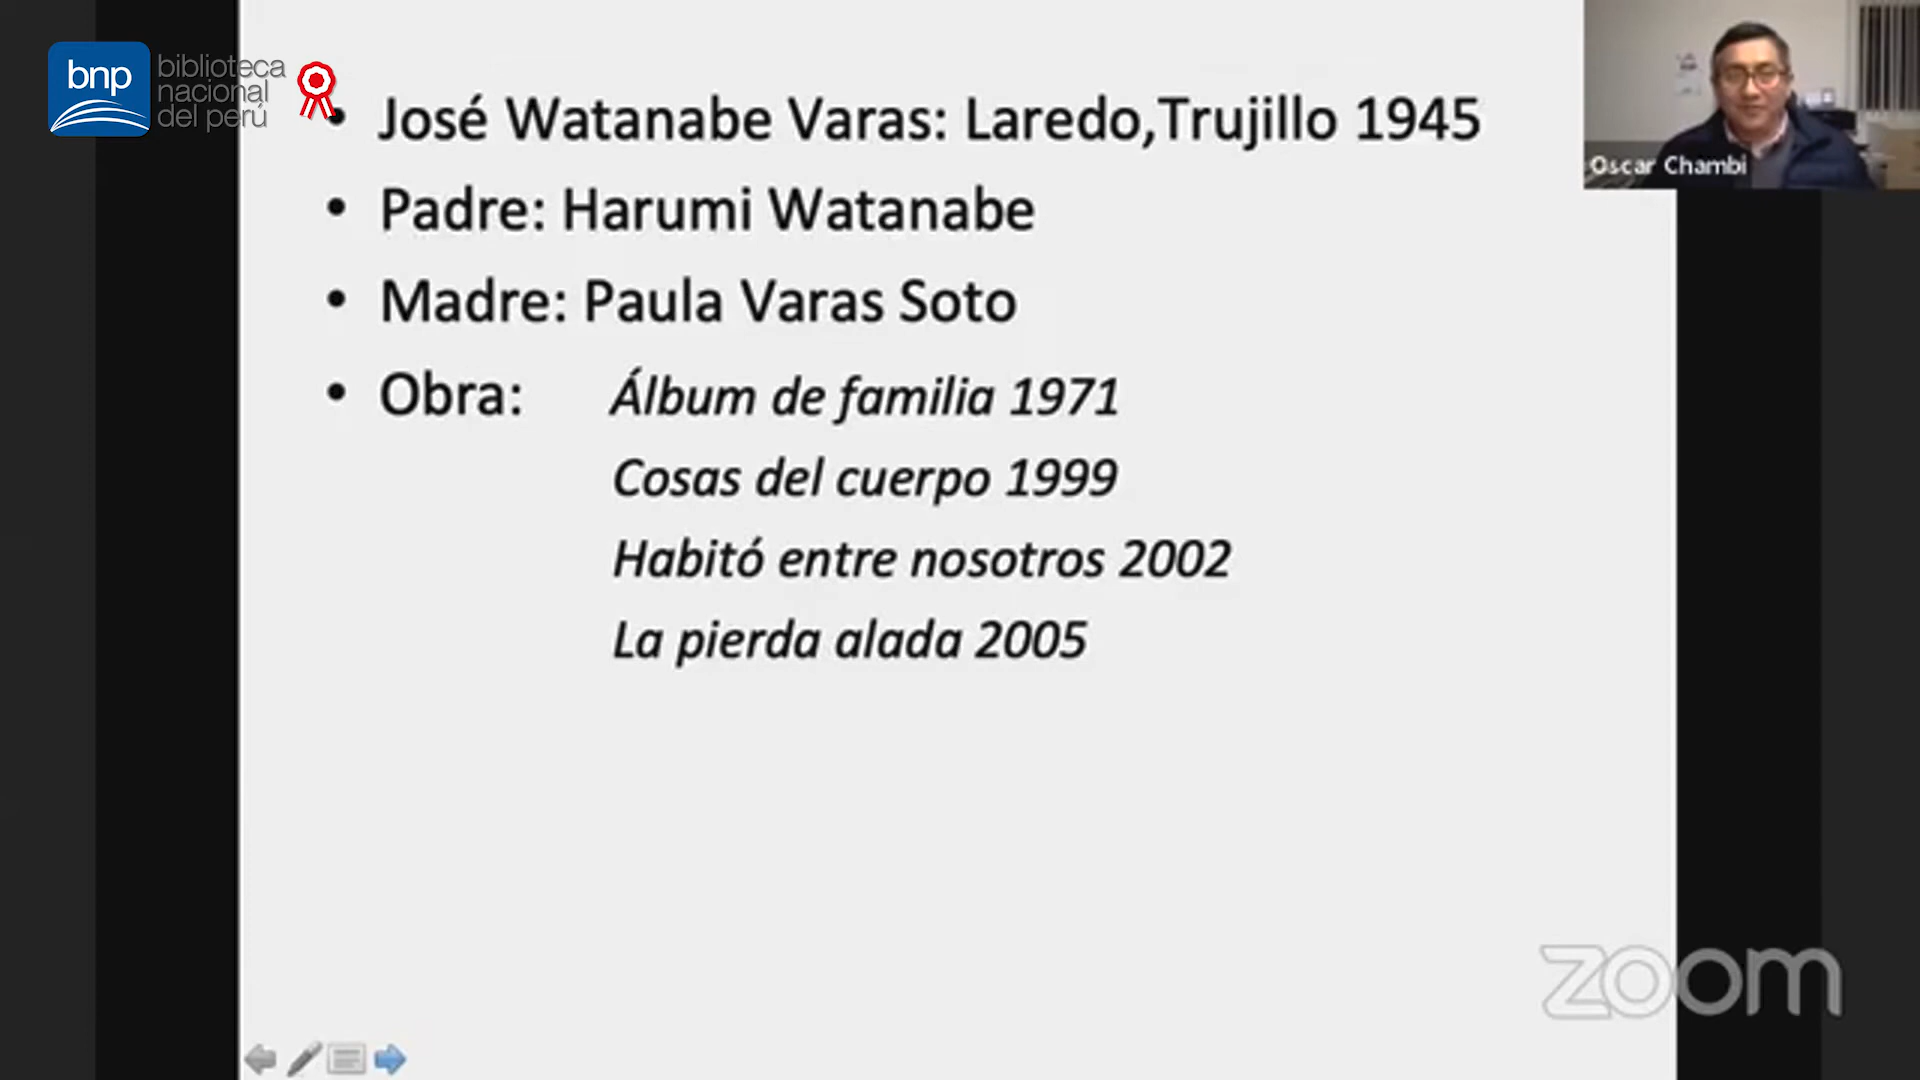 bnp
biblioteca
nacional
del perú
• José Watanabe Varas: Laredo,Trujillo 1945
• Padre: Harumi Watanabe
• Madre: Paula Varas Soto
• Obra: Álbum de familia 1971
Cosas del cuerpo 1999
Habitó entre nosotros 2002
La pierda alada 2005
Oscar Chambi
zoom